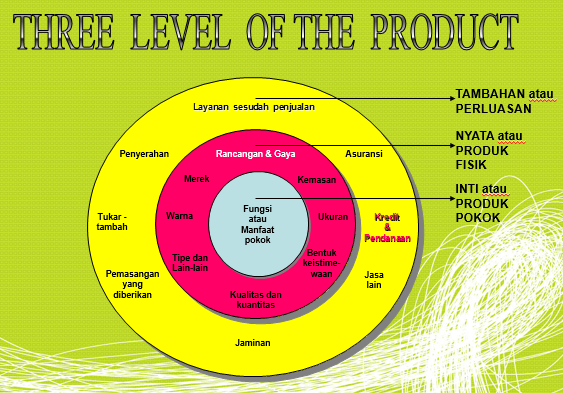 THREE LEVEL OF THE PRODUCT
Layanan sesudah penjualan
TAMBAHAN atau
PERLUASAN
Penyerahan
Rancangan & Gaya
Asuransi
NYATA atau
PRODUK
FISIK
Merek
Kemasan
INTI atau
PRODUK
POKOK
Tukar -
tambah
Warna
Fungsi
atau
Manfaat
pokok
Ukuran
Kredit
&
Pendanaan
Tipe dan
Lain-lain
Bentuk
keistime-
waan
Pemasangan
yang
diberikan
Jasa
lain
Kualitas dan
kuantitas
Jaminan